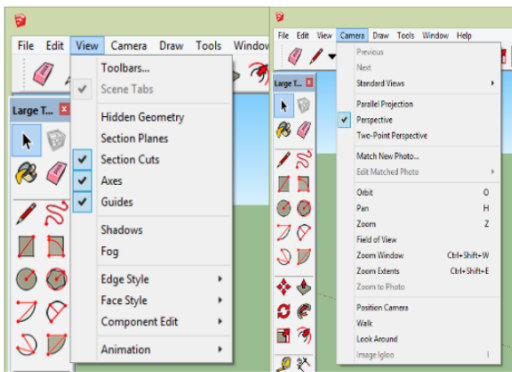 File Edit View Camera Draw Tools Window
Large T...
Toolbars...
Scene Tabs
Hidden Geometry
Section Planes
Section Cuts
Axes
Guides
Shadows
Fog
Edge Style
Face Style
Component Edit
Animation
File Edit View Camera Draw Tools Window Help
Large T...
Previous
Next
Standard Views
Parallel Projection
Perspective
Two-Point Perspective
Match New Photo...
Edit Matched Photo
Orbit O
Pan H
Zoom Z
Field of View
Zoom Window Ctrl+Shift+W
Zoom Extents Ctrl+Shift+E
Zoom to Photo
Position Camera
Walk
Look Around
Image Igloo I